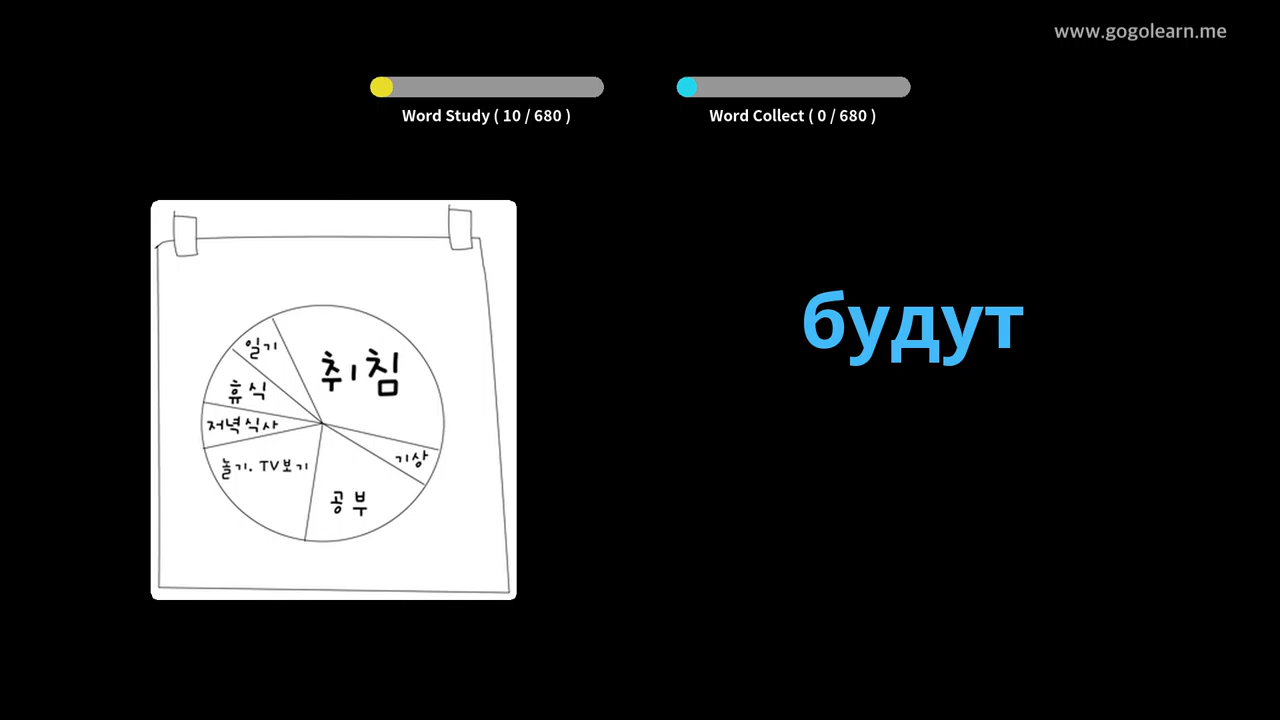 www.gogolearn.me
Word Study ( 10 / 680 )
Word Collect ( 0 / 680 )
일기
취침
휴식
저녁식사
놀기. TV보기
기상
공부
будут